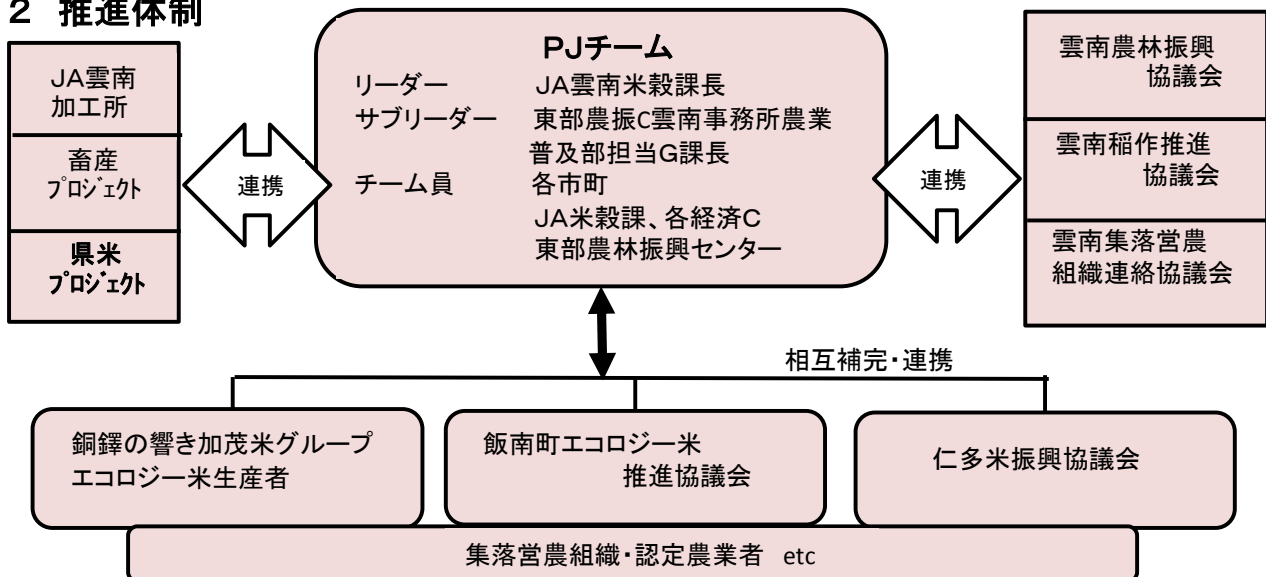 2 推進体制
JA雲南
加工所
畜産
プロジェクト
県米
プロジェクト
連携
PJチーム
リーダー JA雲南米穀課長
サブリーダー 東部農振C雲南事務所農業
普及部担当G課長
チーム員 各市町
JA米穀課、各経済C
東部農林振興センター
連携
雲南農林振興
協議会
雲南稲作推進
協議会
雲南集落営農
組織連絡協議会
相互補完・連携
銅鐸の響き加茂米グループ
エコロジー米生産者
飯南町エコロジー米
推進協議会
仁多米振興協議会
集落営農組織・認定農業者 etc